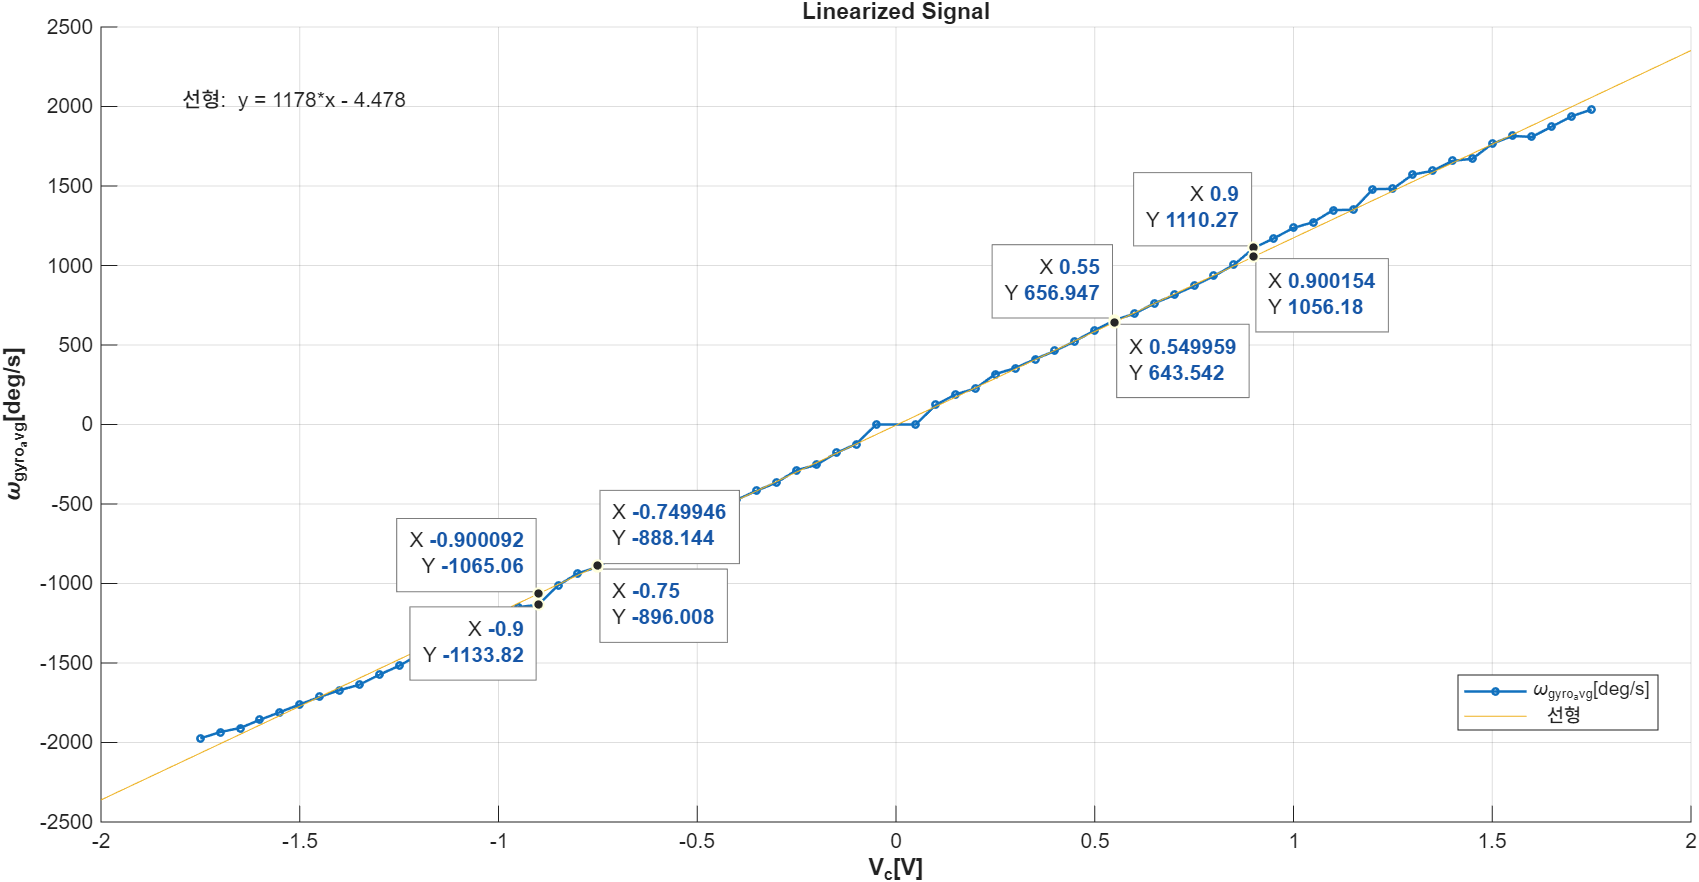 Linearized Signal
2500
2000
1500
1000
500
0
-500
-1000
-1500
-2000
-2500
ωgyroₐvg[deg/s]
선형: y = 1178*x - 4.478
X 0.9
Y 1110.27
X 0.55
Y 656.947
X 0.900154
Y 1056.18
X 0.549959
Y 643.542
X -0.749946
Y -888.144
X -0.900092
Y -1065.06
X -0.75
Y -896.008
X -0.9
Y -1133.82
ωgyroₐvg[deg/s]
선형
-2
-1.5
-1
-0.5
0
0.5
1
1.5
2
Vc[V]